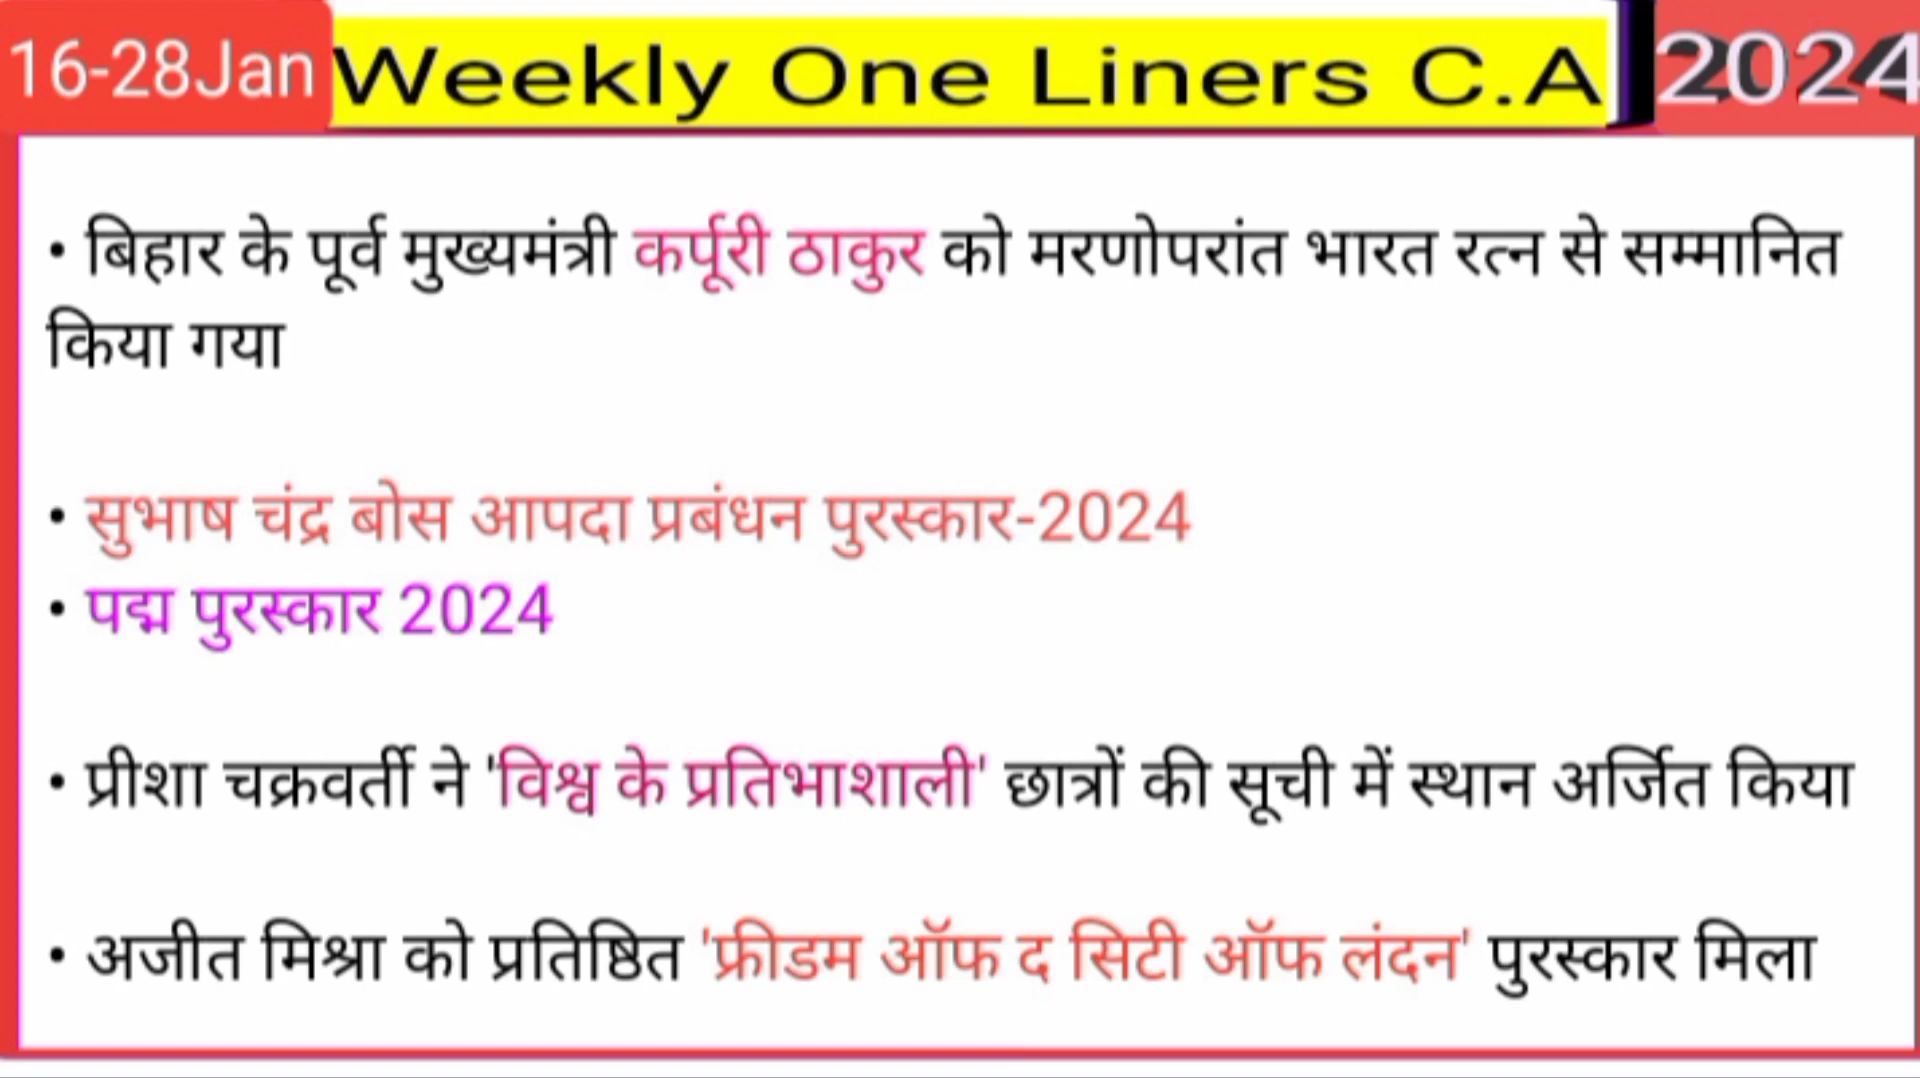 16-28Jan Weekly One Liners C.A 2024
• बिहार के पूर्व मुख्यमंत्री कर्पूरी ठाकुर को मरणोपरांत भारत रत्न से सम्मानित
किया गया
• सुभाष चंद्र बोस आपदा प्रबंधन पुरस्कार-2024
• पद्म पुरस्कार 2024
• प्रीशा चक्रवर्ती ने 'विश्व के प्रतिभाशाली' छात्रों की सूची में स्थान अर्जित किया
• अजीत मिश्रा को प्रतिष्ठित 'फ्रीडम ऑफ द सिटी ऑफ लंदन' पुरस्कार मिला